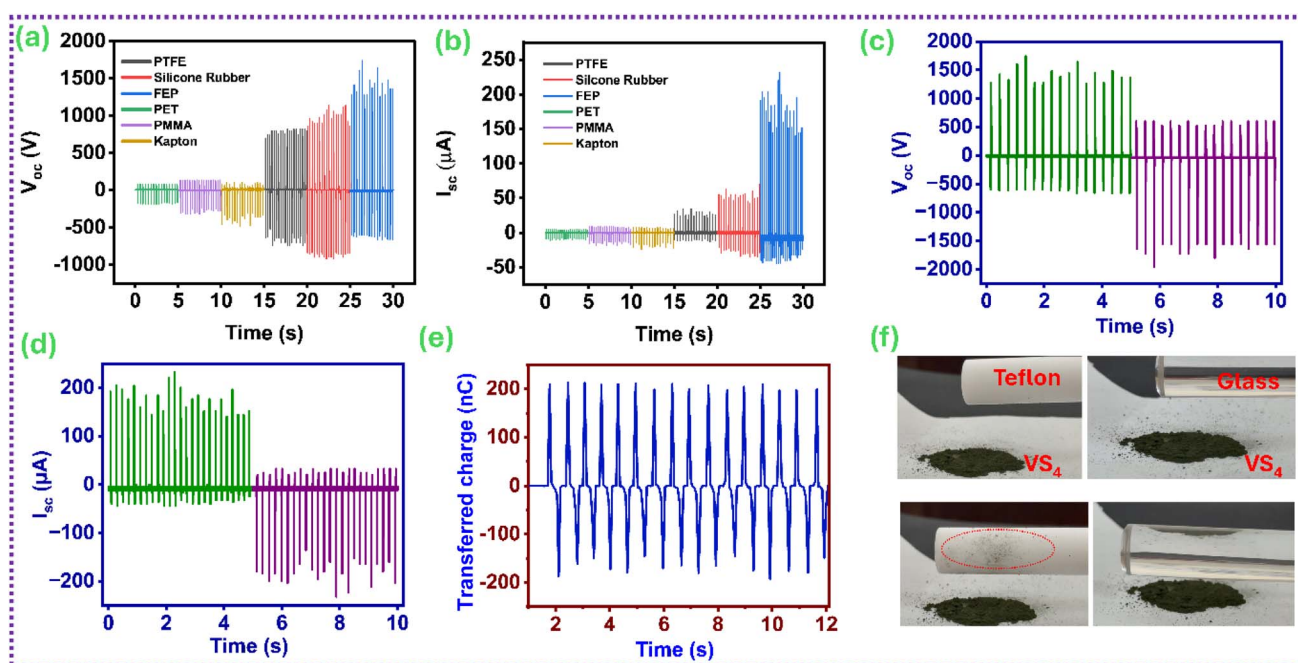 (a)
2000
1500
1000
500
0
-500
-1000
V_oc (V)
PTFE
Silicone Rubber
FEP
PET
PMMA
Kapton
0 5 10 15 20 25 30
Time (s)
(b)
250
200
150
100
50
0
-50
I_sc (µA)
PTFE
Silcone Rubber
FEP
PET
PMMA
Kapton
0 5 10 15 20 25 30
Time (s)
(c)
2000
1500
1000
500
0
−500
−1000
−1500
−2000
V_oc (V)
0 2 4 6 8 10
Time (s)
(d)
200
100
0
−100
−200
I_sc (µA)
0 2 4 6 8 10
Time (s)
(e)
200
100
0
-100
-200
Transferred charge (nC)
2 4 6 8 10 12
Time (s)
(f)
Teflon
VS₄
Glass
VS₄